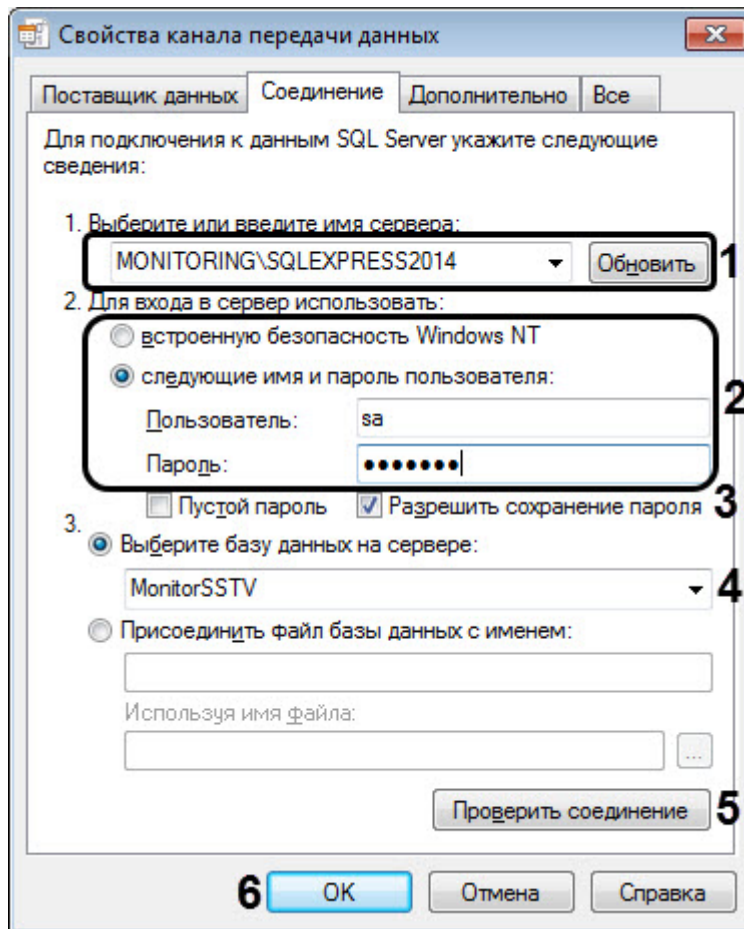 Свойства канала передачи данных
Поставщик данных Соединение Дополнительно Все
Для подключения к данным SQL Server укажите следующие
сведения:
1. Выберите или введите имя сервера:
MONITORING\SQLEXPRESS2014 Обновить 1
2. Для входа в сервер использовать:
встроенную безопасность Windows NT
следующие имя и пароль пользователя:
2
Пользователь: sa
Пароль: •••••••
Пустой пароль Разрешить сохранение пароля 3
3.
Выберите базу данных на сервере:
MonitorSSTV 4
Присоединить файл базы данных с именем:
Используя имя файла:
...
Проверить соединение 5
6 OK Отмена Справка